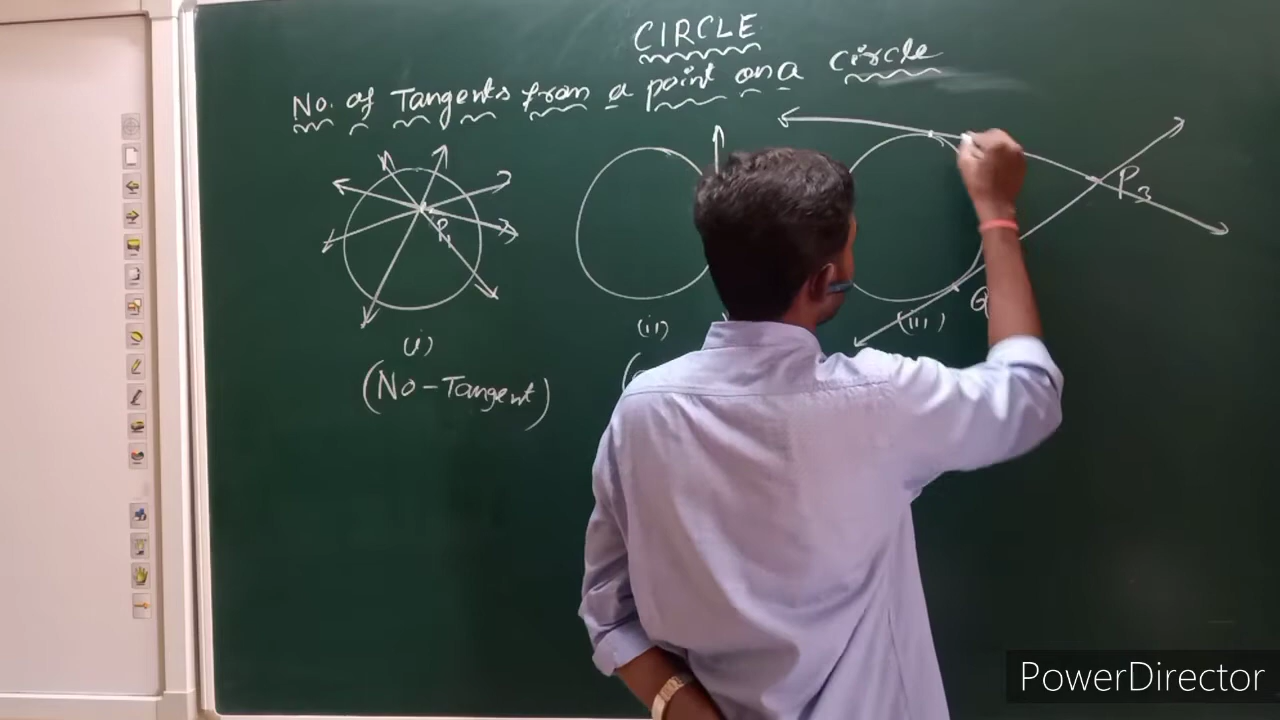 CIRCLE
No. of Tangents from a point on a circle
P1
P3
(i)
(ii)
(iii)
Q
(No-Tangent)
(
PowerDirector